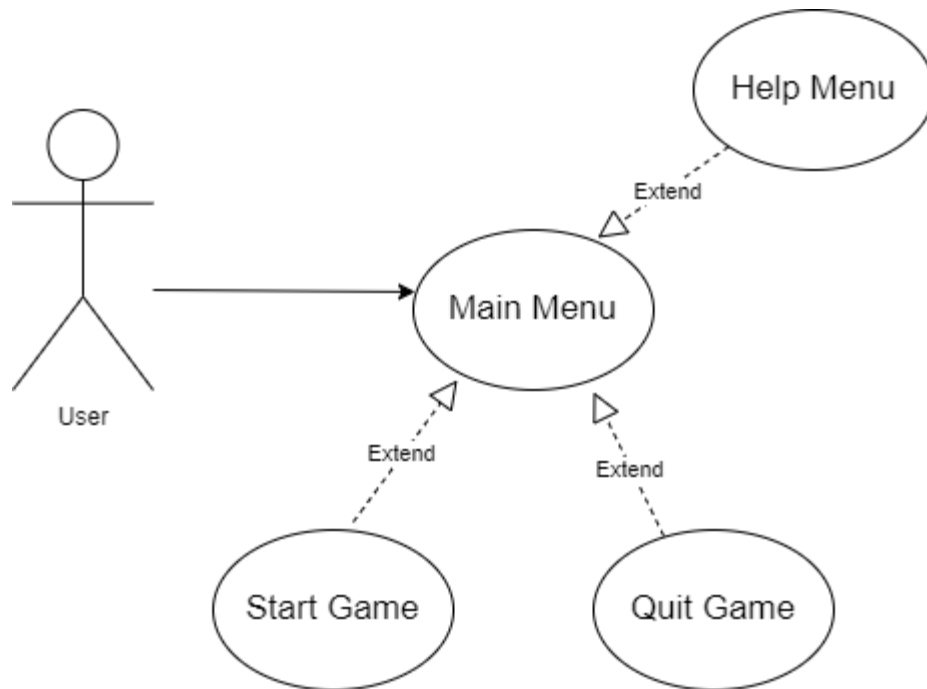 Help Menu
Extend
Main Menu
User
Extend
Extend
Start Game
Quit Game